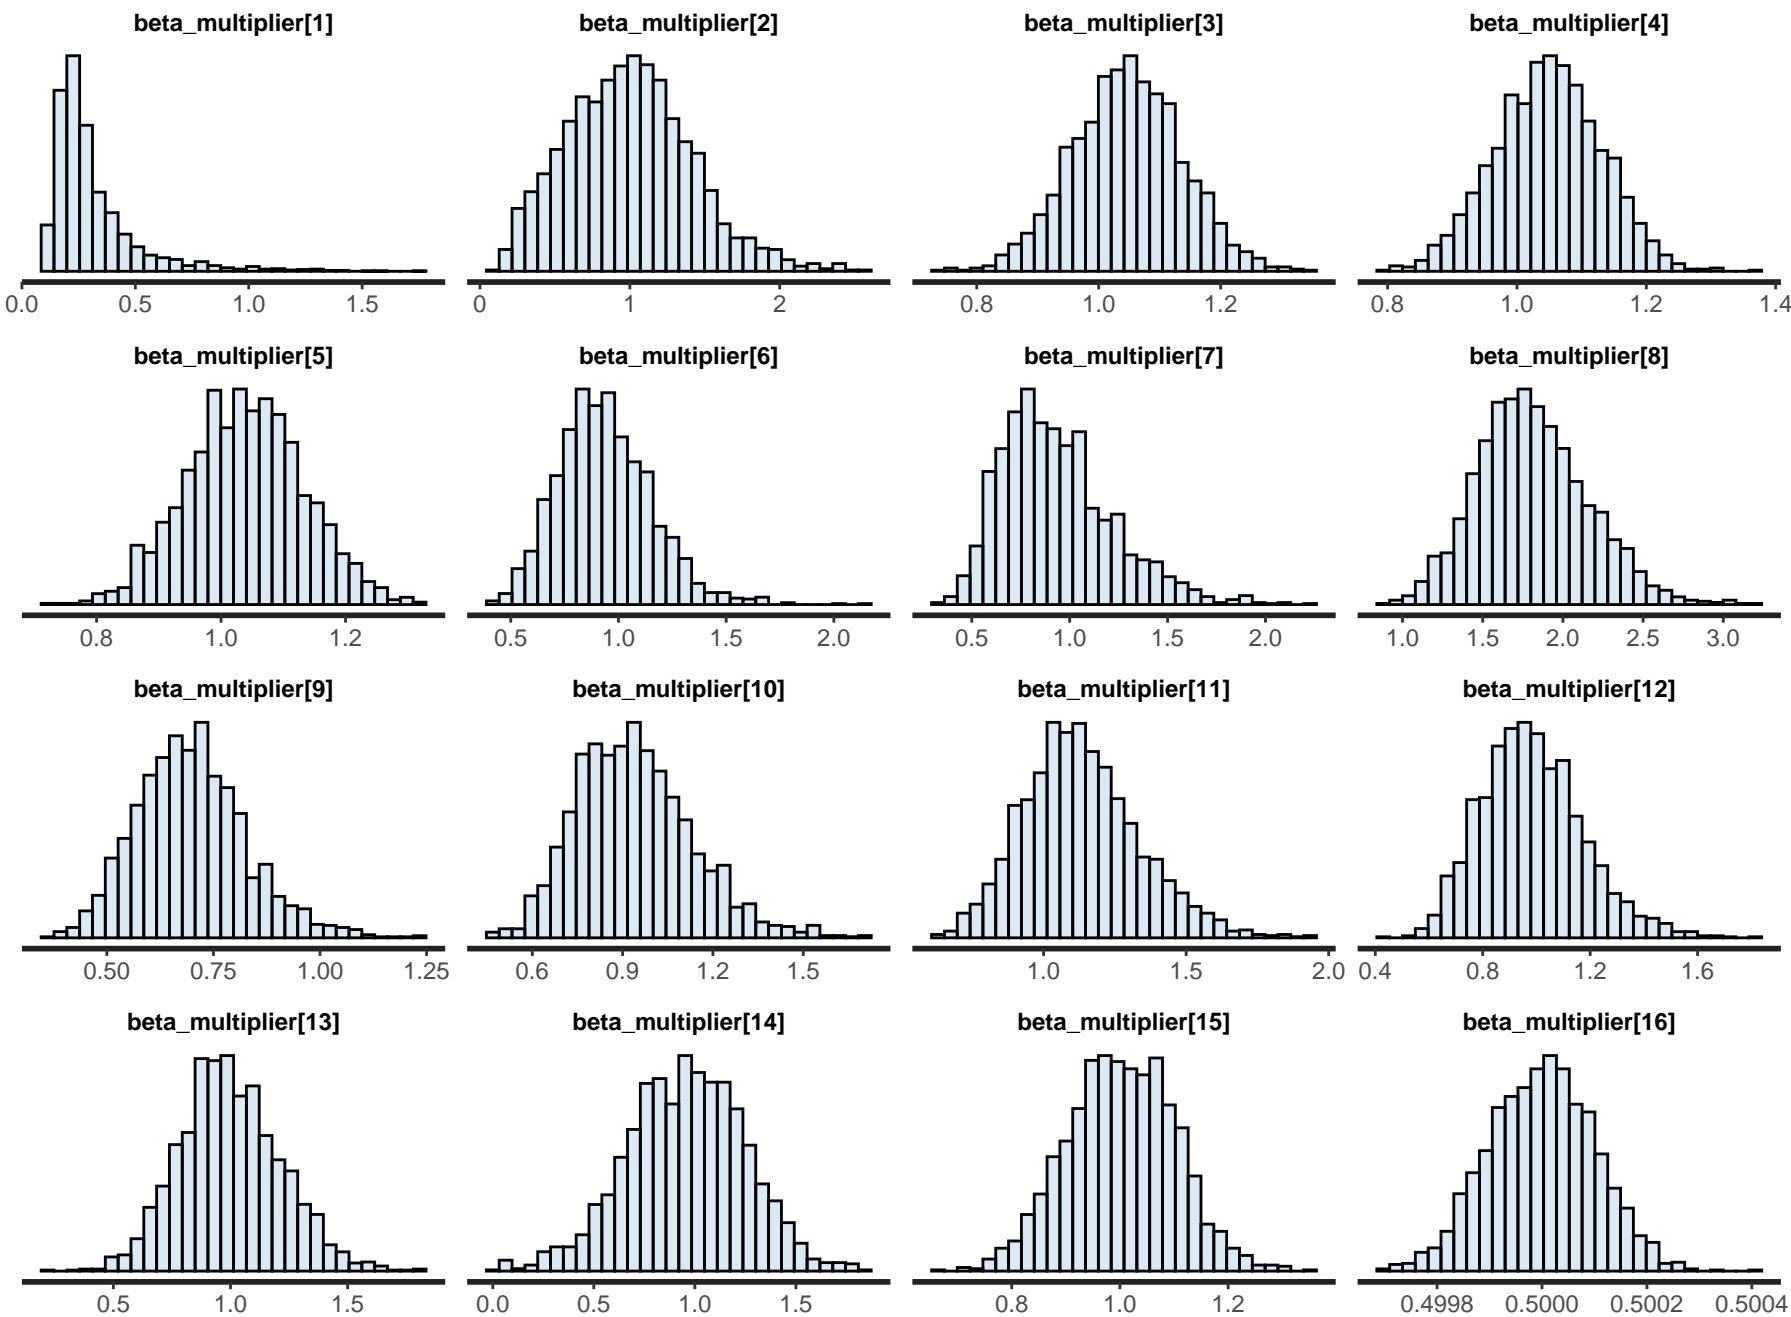 beta_multiplier[1] beta_multiplier[2] beta_multiplier[3] beta_multiplier[4]
0.0 0.5 1.0 1.5 0 1 2 0.8 1.0 1.2 0.8 1.0 1.2 1.4
beta_multiplier[5] beta_multiplier[6] beta_multiplier[7] beta_multiplier[8]
0.8 1.0 1.2 0.5 1.0 1.5 2.0 0.5 1.0 1.5 2.0 1.0 1.5 2.0 2.5 3.0
beta_multiplier[9] beta_multiplier[10] beta_multiplier[11] beta_multiplier[12]
0.50 0.75 1.00 1.25 0.6 0.9 1.2 1.5 1.0 1.5 2.0 0.4 0.8 1.2 1.6
beta_multiplier[13] beta_multiplier[14] beta_multiplier[15] beta_multiplier[16]
0.5 1.0 1.5 0.0 0.5 1.0 1.5 0.8 1.0 1.2 0.4998 0.5000 0.5002 0.5004